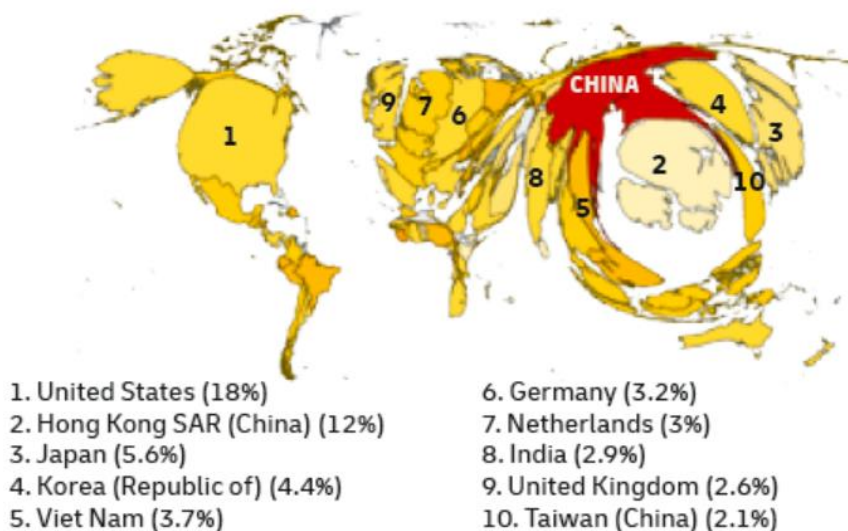 CHINA
1
2
3
4
5
6
7
8
9
10
1. United States (18%)
2. Hong Kong SAR (China) (12%)
3. Japan (5.6%)
4. Korea (Republic of) (4.4%)
5. Viet Nam (3.7%)
6. Germany (3.2%)
7. Netherlands (3%)
8. India (2.9%)
9. United Kingdom (2.6%)
10. Taiwan (China) (2.1%)